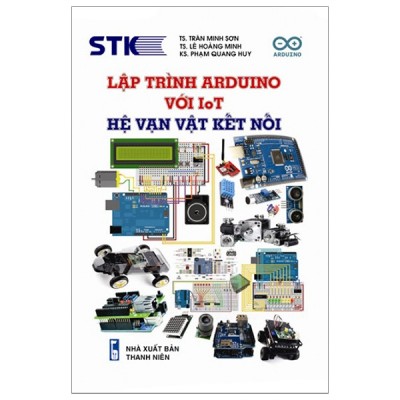 STK
TS. TRẦN MINH SƠN
TS. LÊ HOÀNG MINH
KS. PHẠM QUANG HUY
ARDUINO
LẬP TRÌNH ARDUINO
VỚI IoT
HỆ VẠN VẬT KẾT NỐI
NHÀ XUẤT BẢN
THANH NIÊN